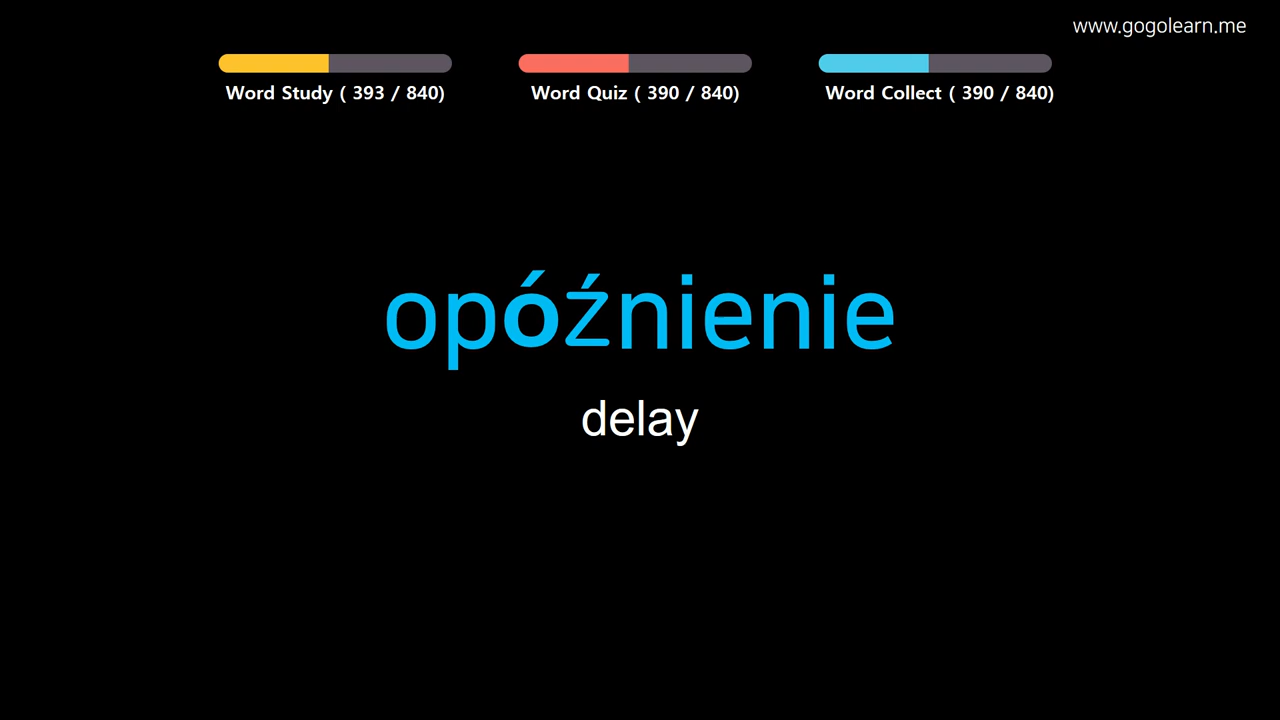 www.gogolearn.me
Word Study ( 393 / 840)
Word Quiz ( 390 / 840)
Word Collect ( 390 / 840)
opóźnienie
delay